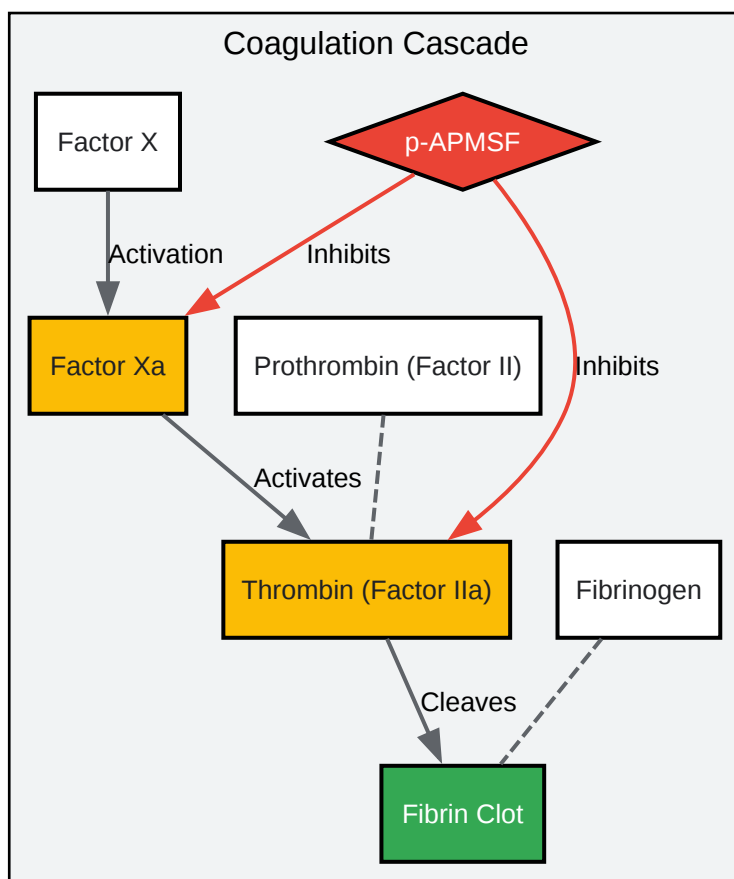 Coagulation Cascade
Factor X
p-APMSF
Activation
Inhibits
Factor Xa
Prothrombin (Factor II)
Inhibits
Activates
Thrombin (Factor IIa)
Fibrinogen
Cleaves
Fibrin Clot